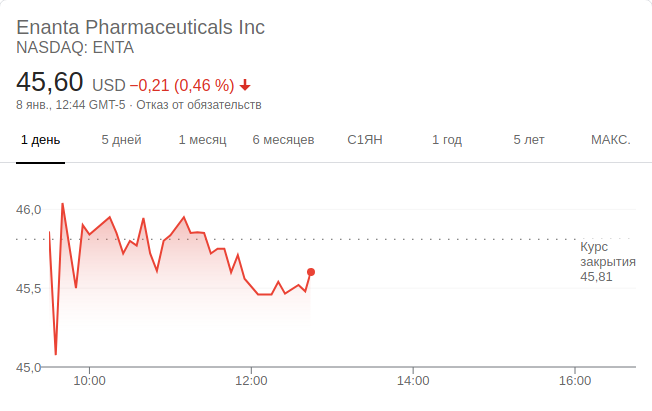 Enanta Pharmaceuticals Inc
NASDAQ: ENTA
45,60 USD −0,21 (0,46 %)
8 янв., 12:44 GMT-5 · Отказ от обязательств
1 день 5 дней 1 месяц 6 месяцев С1ЯН 1 год 5 лет МАКС.
46,0
Курс
закрытия
45,81
45,5
45,0
10:00 12:00 14:00 16:00